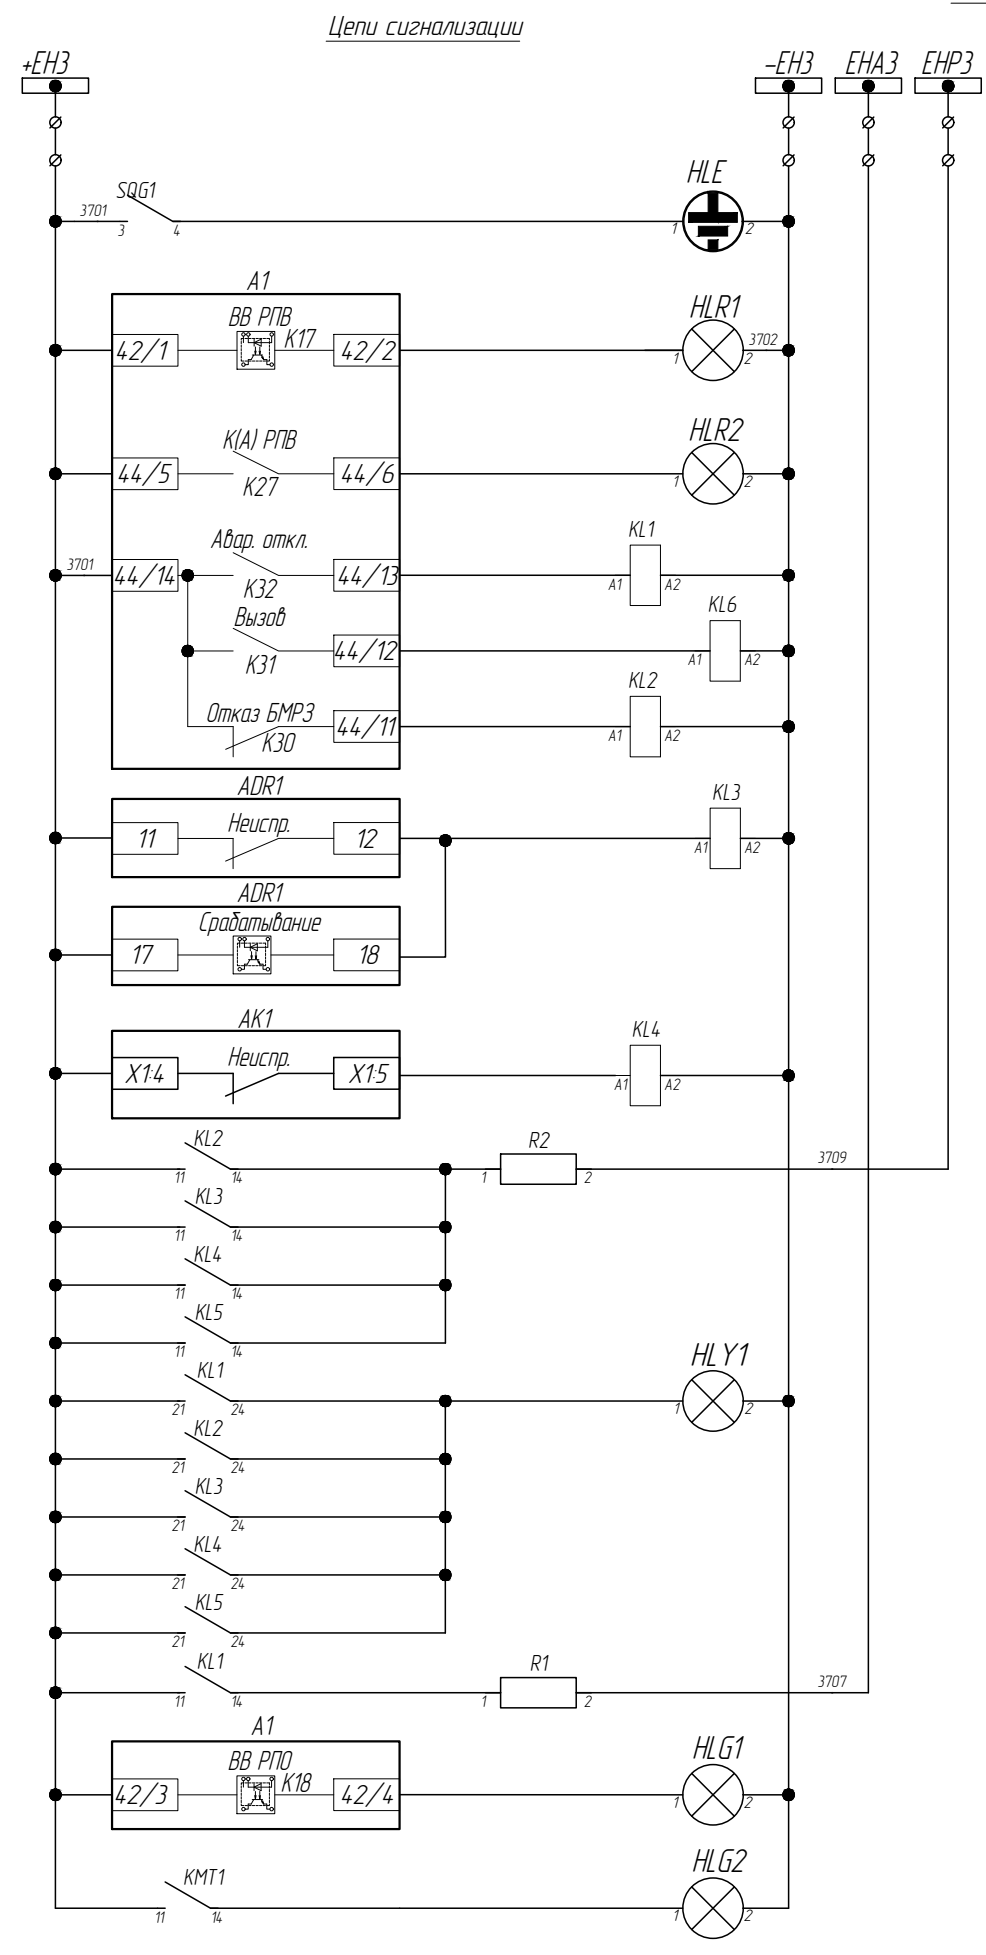 Цепи сигнализации
+ЕНЗ
-ЕНЗ ЕНАЗ ЕНРЗ
HLE
SQG1
3701
3 4 1 2
A1
HLR1
ВВ РПВ
K17
42/1 42/2
3702
1 2
HLR2
К(А) РПВ
44/5 44/6
K27
1 2
KL1
Авар. откл.
3701
44/14 44/13
K32
A1 A2
KL6
Вызов
44/12
K31
A1 A2
KL2
Отказ БМРЗ
44/11
K30
A1 A2
ADR1
KL3
Неиспр.
11 12
A1 A2
ADR1
Срабатывание
17 18
AK1
KL4
Неиспр.
X1:4 X1:5
A1 A2
KL2
R2
3709
11 14 1 2
KL3
11 14
KL4
11 14
KL5
11 14
KL1
HLY1
21 24 1 2
KL2
21 24
KL3
21 24
KL4
21 24
KL5
21 24
KL1
R1
3707
11 14 1 2
A1
HLG1
ВВ РПО
K18
42/3 42/4
1 2
HLG2
KMT1
11 14 1 2